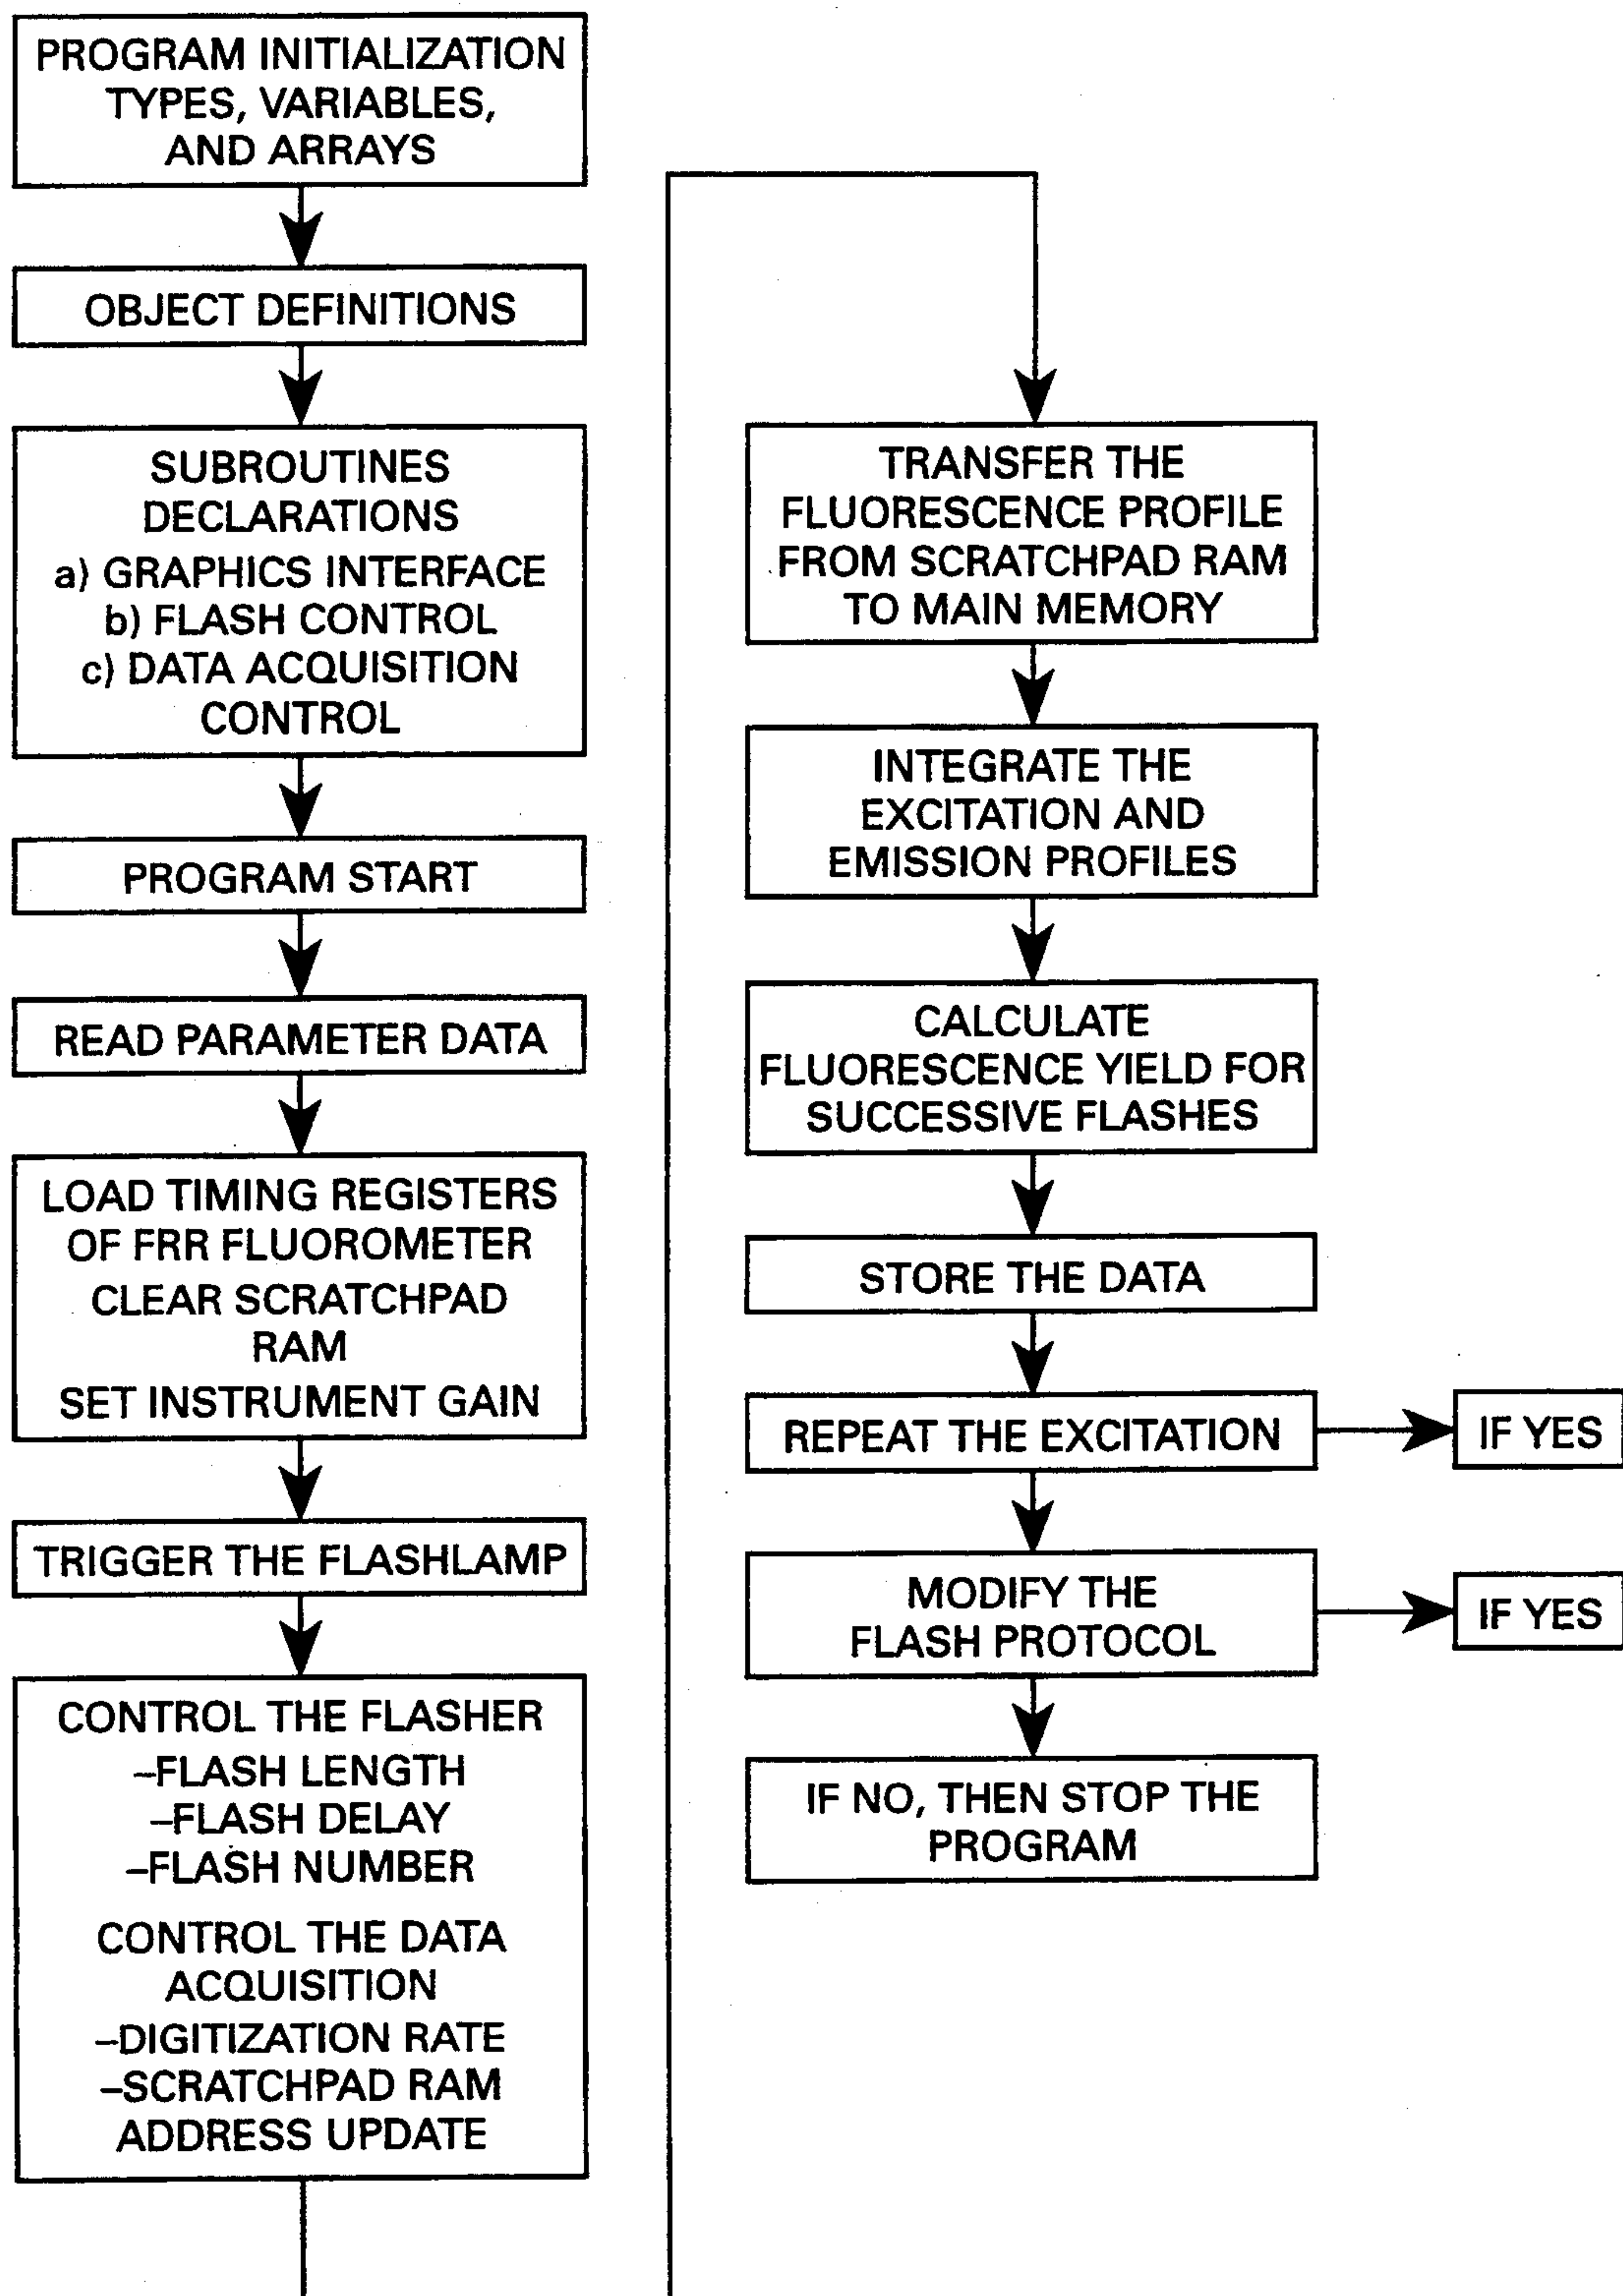 PROGRAM INITIALIZATION
TYPES, VARIABLES,
AND ARRAYS
OBJECT DEFINITIONS
SUBROUTINES
DECLARATIONS
a) GRAPHICS INTERFACE
b) FLASH CONTROL
c) DATA ACQUISITION
CONTROL
PROGRAM START
READ PARAMETER DATA
LOAD TIMING REGISTERS
OF FRR FLUOROMETER
CLEAR SCRATCHPAD
RAM
SET INSTRUMENT GAIN
TRIGGER THE FLASHLAMP
CONTROL THE FLASHER
–FLASH LENGTH
–FLASH DELAY
–FLASH NUMBER
CONTROL THE DATA
ACQUISITION
–DIGITIZATION RATE
–SCRATCHPAD RAM
ADDRESS UPDATE
TRANSFER THE
FLUORESCENCE PROFILE
FROM SCRATCHPAD RAM
TO MAIN MEMORY
INTEGRATE THE
EXCITATION AND
EMISSION PROFILES
CALCULATE
FLUORESCENCE YIELD FOR
SUCCESSIVE FLASHES
STORE THE DATA
REPEAT THE EXCITATION
IF YES
MODIFY THE
FLASH PROTOCOL
IF YES
IF NO, THEN STOP THE
PROGRAM